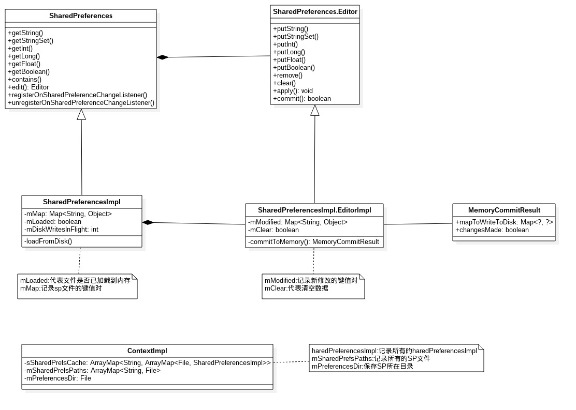 SharedPreferences
+getString()
+getStringSet()
+getInt()
+getLong()
+getFloat()
+getBoolean()
+contains()
+edit(): Editor
+registerOnSharedPreferenceChangeListener()
+unregisterOnSharedPreferenceChangeListener()
SharedPreferences.Editor
+putString()
+putStringSet()
+putInt()
+putLong()
+putFloat()
+putBoolean()
+remove()
+clear()
+apply(): void
+commit(): boolean
SharedPreferencesImpl
-mMap: Map<String, Object>
-mLoaded: boolean
-mDiskWritesInFlight: int
-loadFromDisk()
SharedPreferencesImpl.EditorImpl
-mModified: Map<String, Object>
-mClear: boolean
-commitToMemory(): MemoryCommitResult
MemoryCommitResult
+mapToWriteToDisk: Map<?, ?>
+changesMade: boolean
mLoaded:代表文件是否已加载到内存
mMap:记录sp文件的键值对
mModified:记录新修改的键值对
mClear:代表清空数据
ContextImpl
-sSharedPrefsCache: ArrayMap<String, ArrayMap<File, SharedPreferencesImpl>>
-mSharedPrefsPaths: ArrayMap<String, File>
-mPreferencesDir: File
haredPreferencesImpl:记录所有的haredPreferencesImpl
mSharedPrefsPaths:记录所有的SP文件
mPreferencesDir:保存SP所在目录